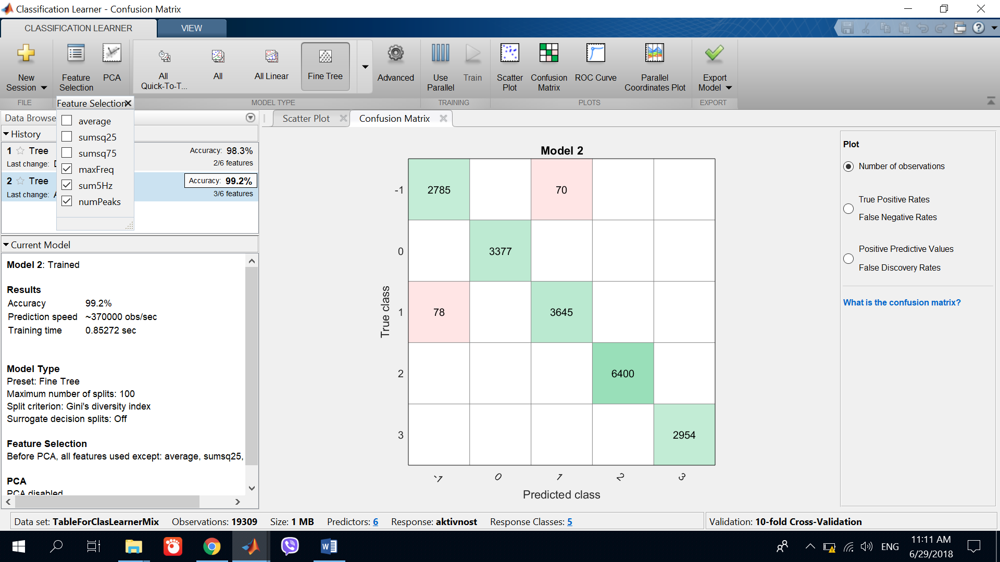 Classification Learner - Confusion Matrix
CLASSIFICATION LEARNER
VIEW
New Session
Feature Selection
PCA
All Quick-To-T...
All
All Linear
Fine Tree
Advanced
Use Parallel
Train
Scatter Plot
Confusion Matrix
ROC Curve
Parallel Coordinates Plot
Export Model
FILE
MODEL TYPE
TRAINING
PLOTS
EXPORT
Feature Selection
average
sumsq25
sumsq75
maxFreq
sum5Hz
numPeaks
Data Browse
History
1 Tree Accuracy: 98.3%
Last change: 2/6 features
2 Tree Accuracy: 99.2%
Last change: 3/6 features
Current Model
Model 2: Trained
Results
Accuracy 99.2%
Prediction speed ~370000 obs/sec
Training time 0.85272 sec
Model Type
Preset: Fine Tree
Maximum number of splits: 100
Split criterion: Gini's diversity index
Surrogate decision splits: Off
Feature Selection
Before PCA, all features used except: average, sumsq25,
PCA
PCA disabled
Scatter Plot
Confusion Matrix
Model 2
-1 2785 70
0 3377
1 78 3645
2 6400
3 2954
True class
-1 0 1 2 3
Predicted class
Plot
Number of observations
True Positive Rates
False Negative Rates
Positive Predictive Values
False Discovery Rates
What is the confusion matrix?
Data set: TableForClasLearnerMix Observations: 19309 Size: 1 MB Predictors: 6 Response: aktivnost Response Classes: 5
Validation: 10-fold Cross-Validation
ENG
11:11 AM
6/29/2018